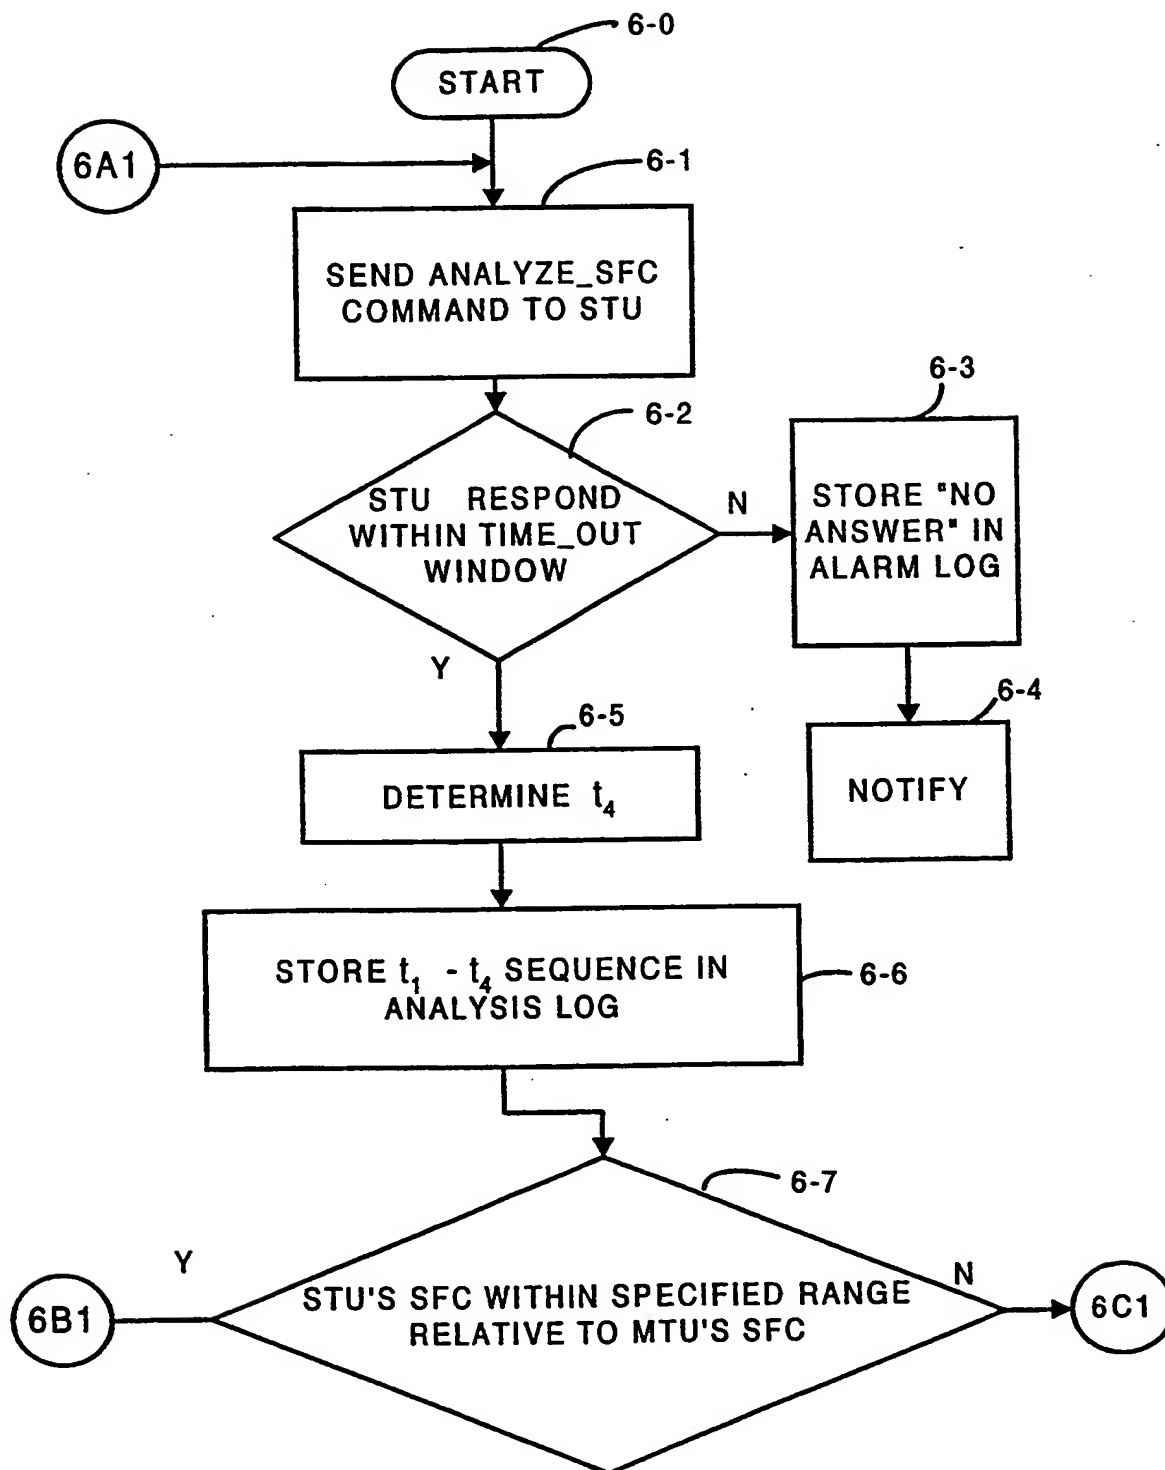 6-0
START
6A1
6-1
SEND ANALYZE_SFC
COMMAND TO STU
6-2
6-3
STU RESPOND
WITHIN TIME_OUT
WINDOW
N
STORE "NO
ANSWER" IN
ALARM LOG
Y
6-4
6-5
NOTIFY
DETERMINE t4
STORE t1 - t4 SEQUENCE IN
ANALYSIS LOG
6-6
6-7
Y
N
6B1
STU'S SFC WITHIN SPECIFIED RANGE
RELATIVE TO MTU'S SFC
6C1